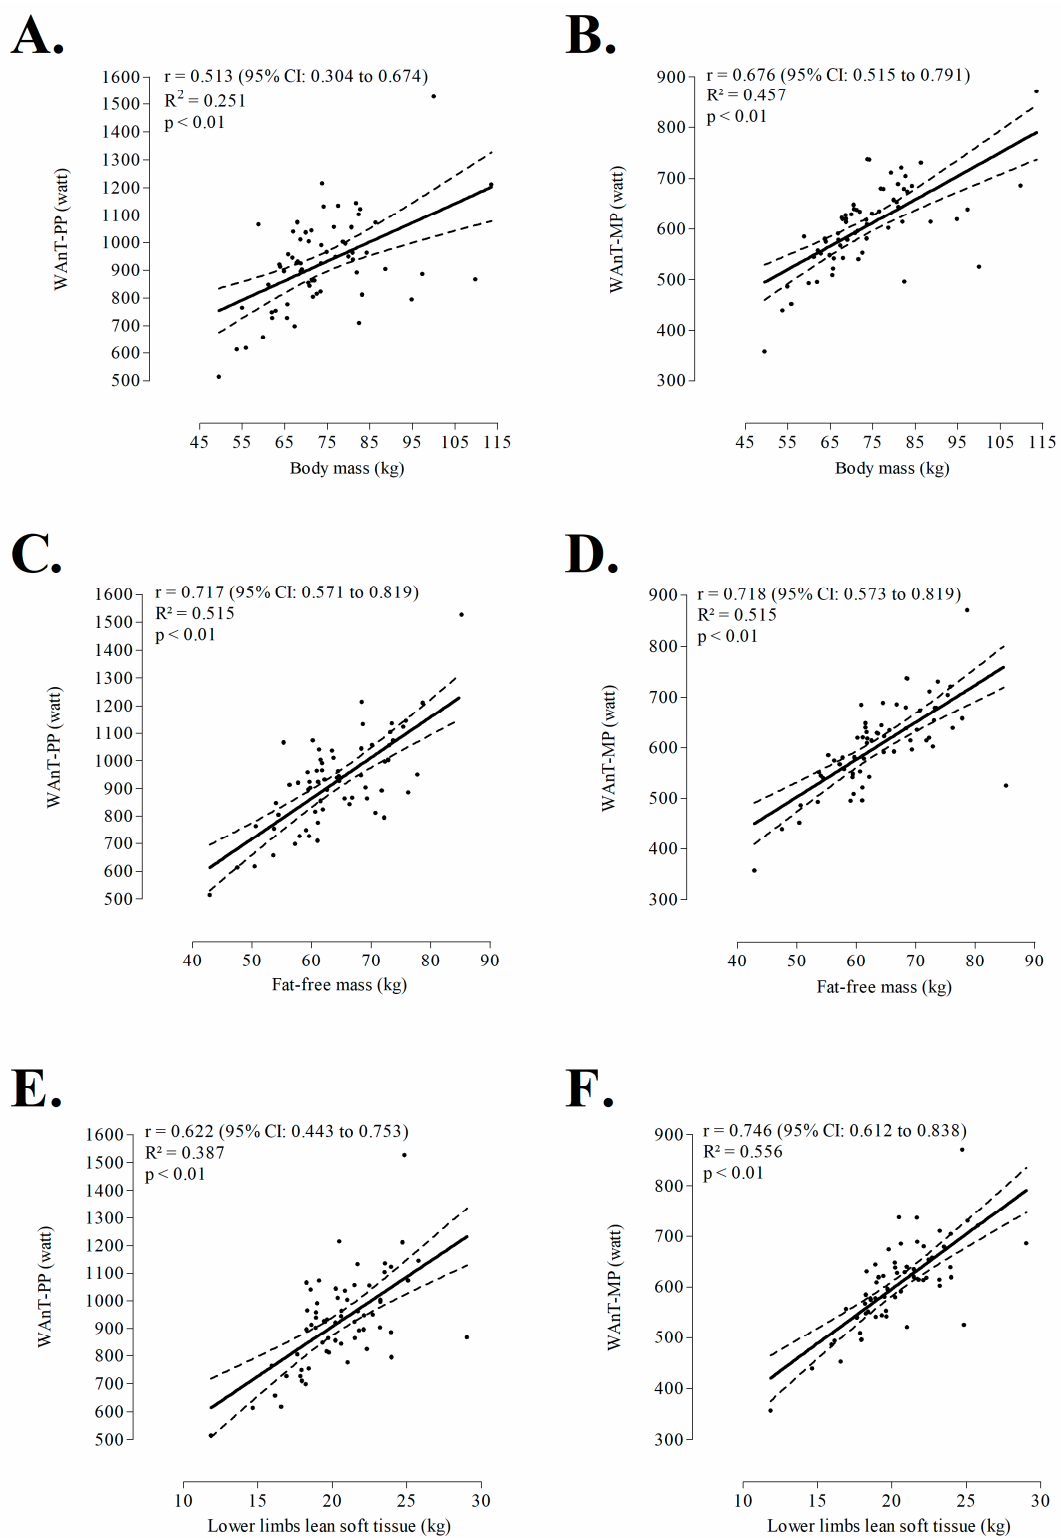 A.
r = 0.513 (95% CI: 0.304 to 0.674)
R² = 0.251
p < 0.01
1600
1500
1400
1300
1200
1100
1000
900
800
700
600
500
WAnT-PP (watt)
45 55 65 75 85 95 105 115
Body mass (kg)
B.
r = 0.676 (95% CI: 0.515 to 0.791)
R² = 0.457
p < 0.01
900
800
700
600
500
400
300
WAnT-MP (watt)
45 55 65 75 85 95 105 115
Body mass (kg)
C.
r = 0.717 (95% CI: 0.571 to 0.819)
R² = 0.515
p < 0.01
1600
1500
1400
1300
1200
1100
1000
900
800
700
600
500
WAnT-PP (watt)
40 50 60 70 80 90
Fat-free mass (kg)
D.
r = 0.718 (95% CI: 0.573 to 0.819)
R² = 0.515
p < 0.01
900
800
700
600
500
400
300
WAnT-MP (watt)
40 50 60 70 80 90
Fat-free mass (kg)
E.
r = 0.622 (95% CI: 0.443 to 0.753)
R² = 0.387
p < 0.01
1600
1500
1400
1300
1200
1100
1000
900
800
700
600
500
WAnT-PP (watt)
10 15 20 25 30
Lower limbs lean soft tissue (kg)
F.
r = 0.746 (95% CI: 0.612 to 0.838)
R² = 0.556
p < 0.01
900
800
700
600
500
400
300
WAnT-MP (watt)
10 15 20 25 30
Lower limbs lean soft tissue (kg)